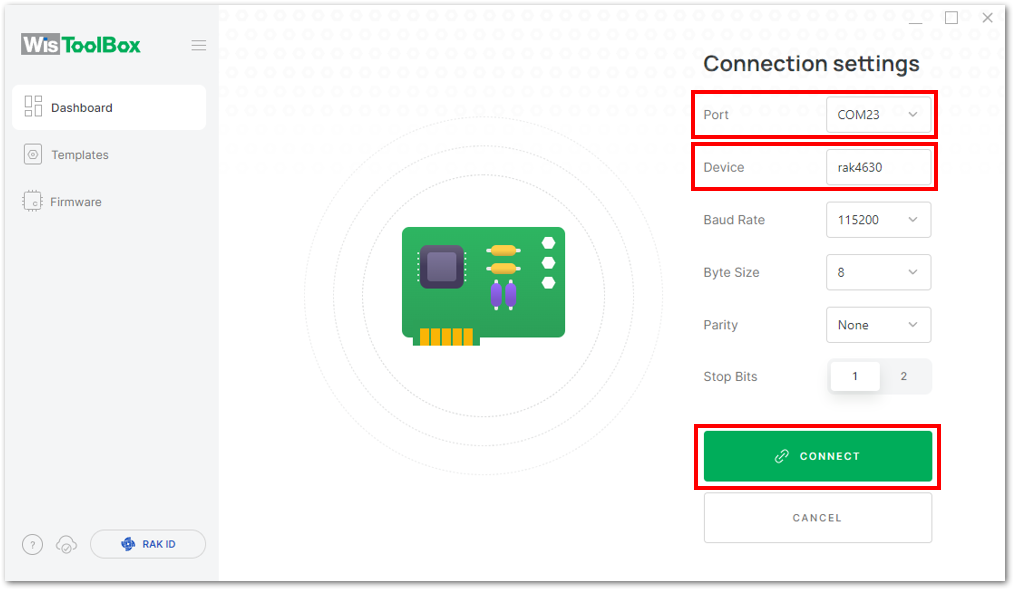 WisToolBox
Dashboard
Templates
Firmware
?
RAK ID
Connection settings
Port COM23
Device rak4630
Baud Rate 115200
Byte Size 8
Parity None
Stop Bits 1 2
CONNECT
CANCEL